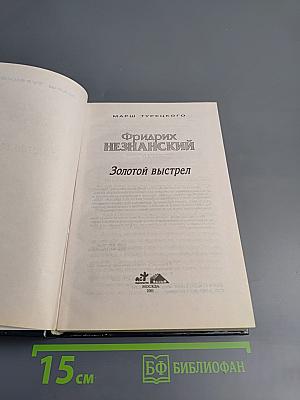 МАРШ ТУРЕЦКОГО
Фридрих
НЕЗНАНСКИЙ
Золотой выстрел
МОСКВА
15 см
БФ БИБЛИОФАН